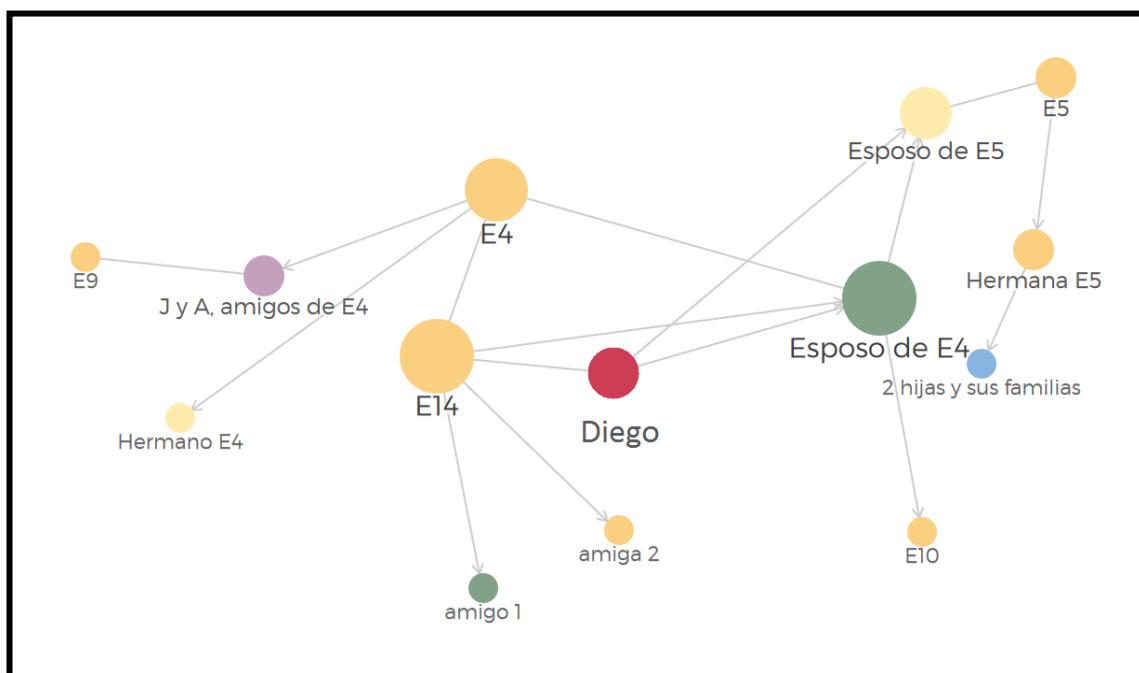 E5
Esposo de E5
E4
E9
Hermana E5
J y A, amigos de E4
Esposo de E4
2 hijas y sus familias
E14
Diego
Hermano E4
amiga 2
E10
amigo 1